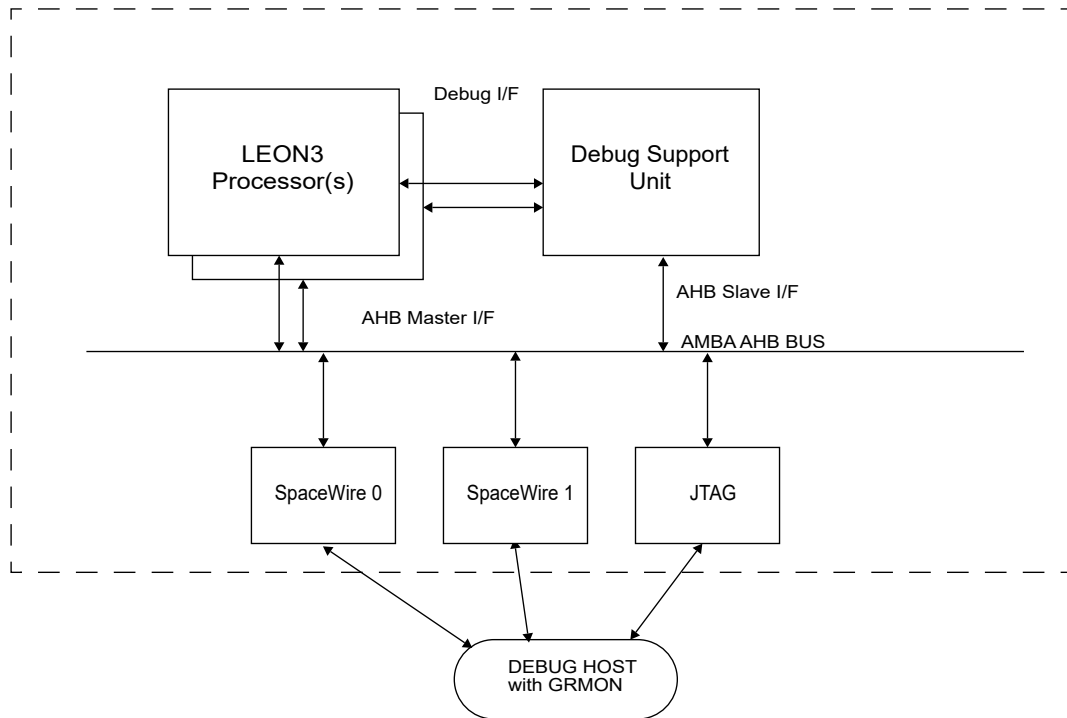 Debug I/F
LEON3
Processor(s)
Debug Support
Unit
AHB Slave I/F
AHB Master I/F
AMBA AHB BUS
SpaceWire 0
SpaceWire 1
JTAG
DEBUG HOST
with GRMON